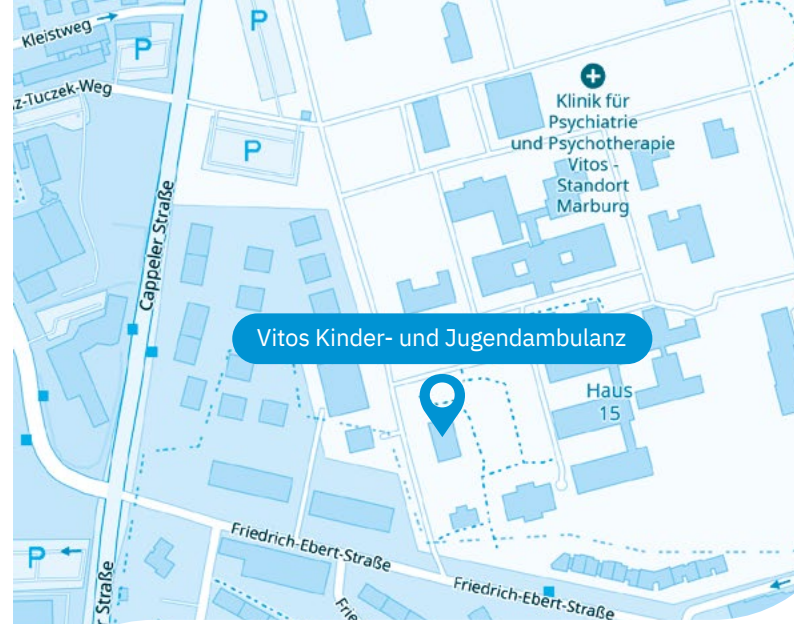 Kleistweg
P
P
z-Tuczek-Weg
P
Klinik für
Psychiatrie
und Psychotherapie
Vitos -
Standort
Marburg
Cappeler Straße
Vitos Kinder- und Jugendambulanz
Haus
15
Friedrich-Ebert-Straße
Friedrich-Ebert-Straße
P
r Straße
Frie